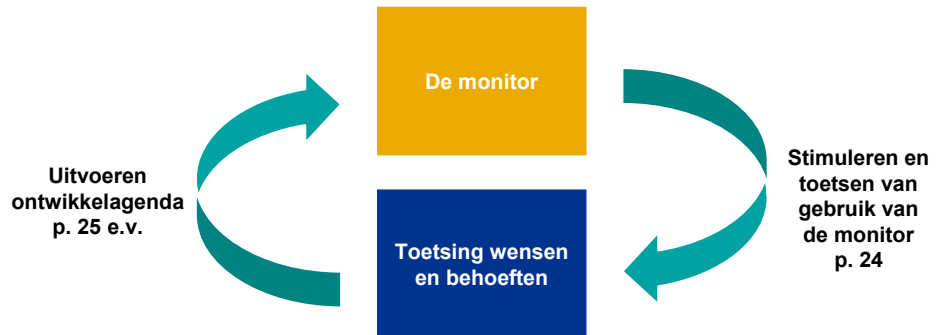 De monitor
Uitvoeren
ontwikkelagenda
p. 25 e.v.
Stimuleren en
toetsen van
gebruik van
de monitor
p. 24
Toetsing wensen
en behoeften